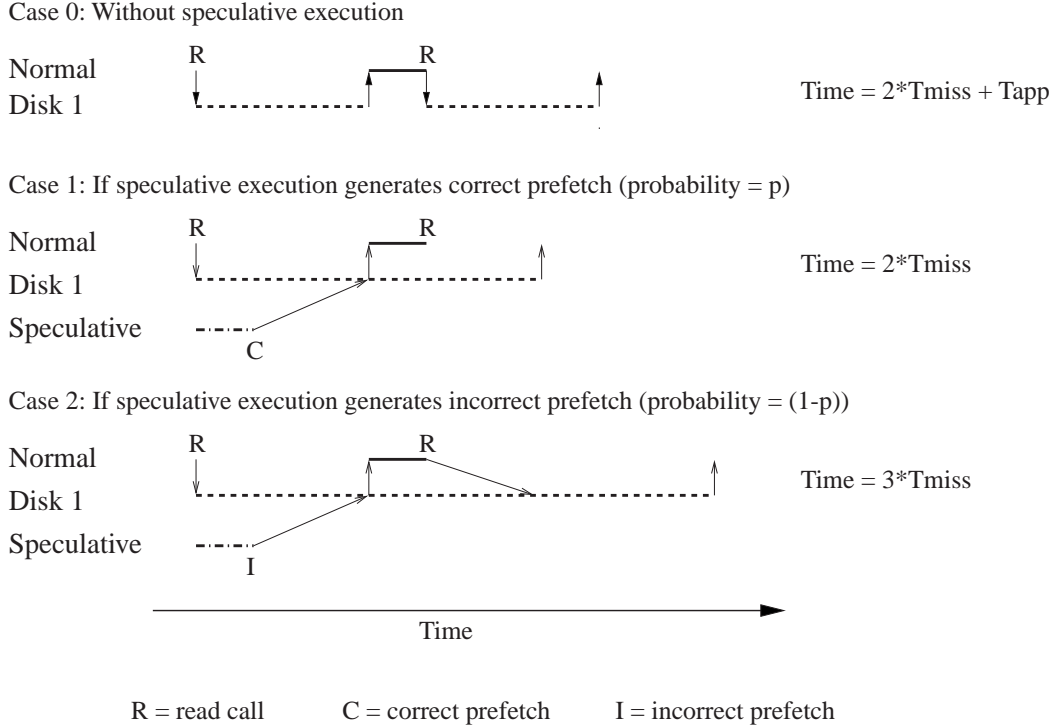 Case 0: Without speculative execution
R R
Normal
Disk 1
Time = 2*Tmiss + Tapp
Case 1: If speculative execution generates correct prefetch (probability = p)
R R
Normal
Disk 1
Time = 2*Tmiss
Speculative
C
Case 2: If speculative execution generates incorrect prefetch (probability = (1-p))
R R
Normal
Disk 1
Time = 3*Tmiss
Speculative
I
Time
R = read call C = correct prefetch I = incorrect prefetch